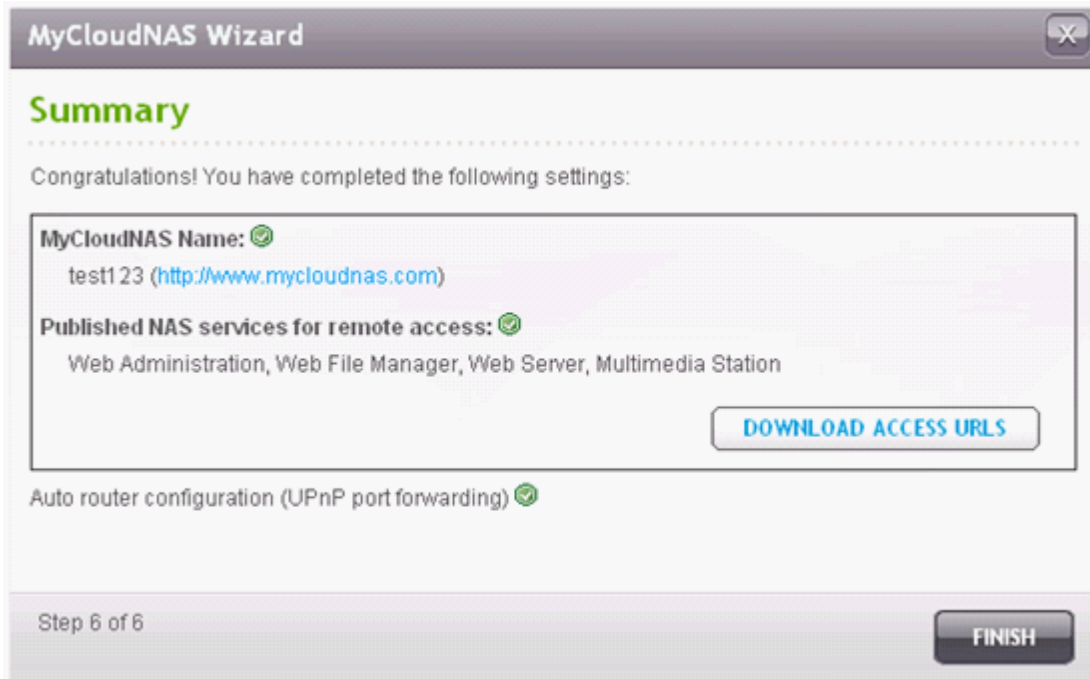 MyCloudNAS Wizard
X
Summary
Congratulations! You have completed the following settings:
MyCloudNAS Name:
test123 (http://www.mycloudnas.com)
Published NAS services for remote access:
Web Administration, Web File Manager, Web Server, Multimedia Station
DOWNLOAD ACCESS URLS
Auto router configuration (UPnP port forwarding)
Step 6 of 6
FINISH